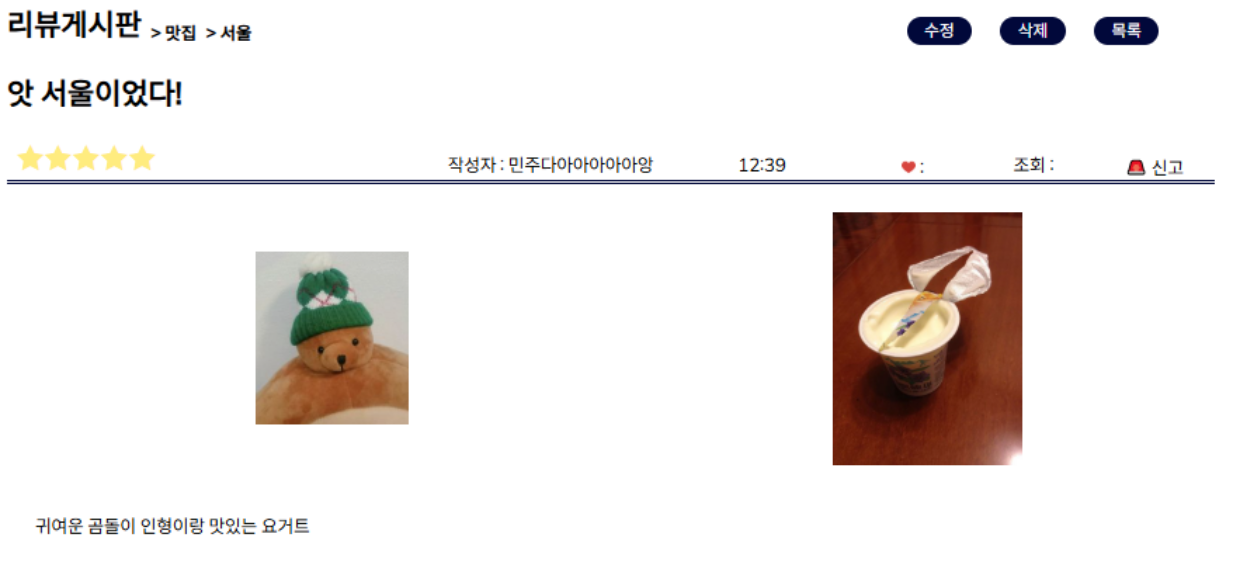 리뷰게시판 > 맛집 > 서울
수정 삭제 목록
앗 서울이었다!
작성자 : 민주다아아아아아앙 12:39 ❤ : 조회 : 🚨 신고
귀여운 곰돌이 인형이랑 맛있는 요거트